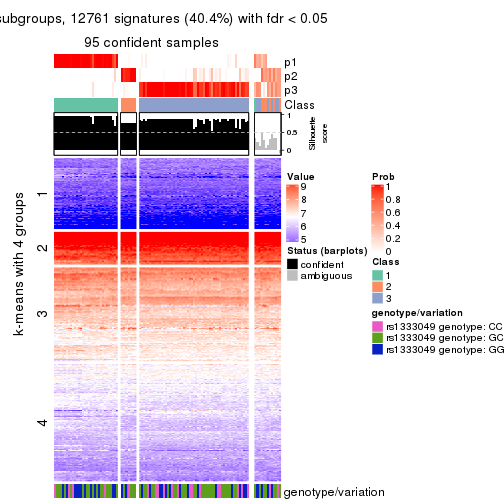 subgroups, 12761 signatures (40.4%) with fdr < 0.05
95 confident samples
p1
p2
p3
Class
1
0.5
0
Silhouette
score
k-means with 4 groups
1
2
3
4
Value
9
8
7
6
5
Prob
1
0.8
0.6
0.4
0.2
0
Status (barplots)
confident
ambiguous
Class
1
2
3
genotype/variation
rs1333049 genotype: CC
rs1333049 genotype: GC
rs1333049 genotype: GG
genotype/variation